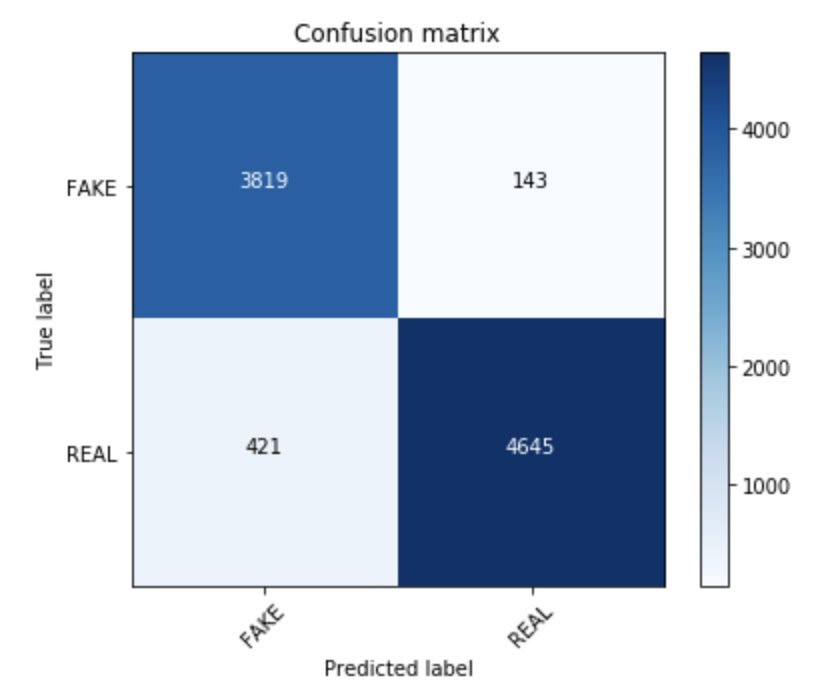 Confusion matrix
FAKE
3819
143
4000
3000
True label
2000
REAL
421
4645
1000
FAKE
REAL
Predicted label